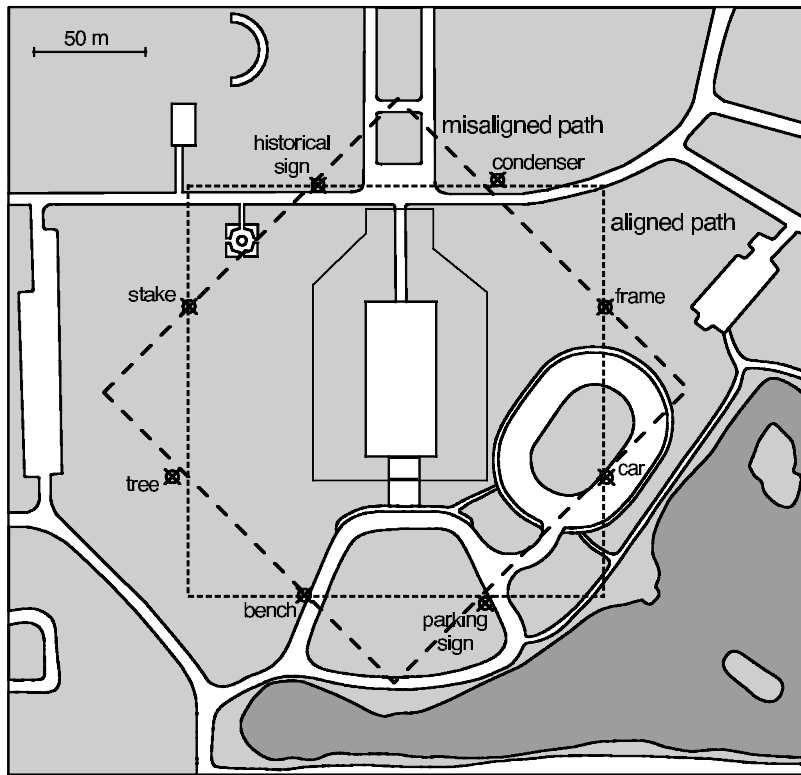 50 m
misaligned path
historical
sign
condenser
aligned path
stake
frame
tree
car
bench
parking
sign